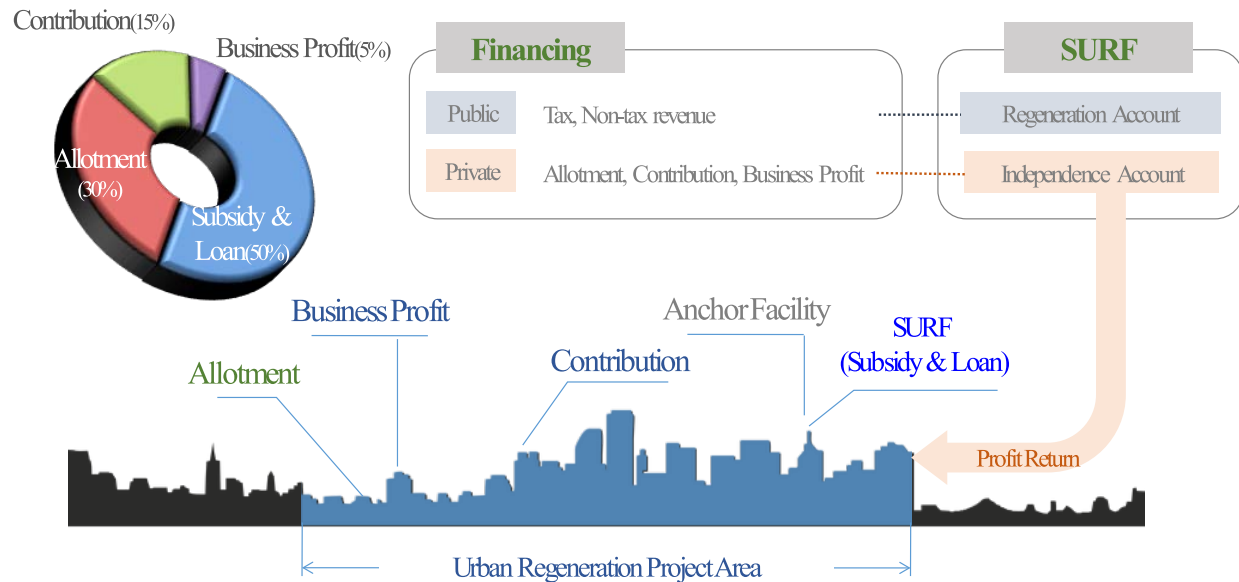 Contribution(15%)
Business Profit(5%)
Allotment
(30%)
Subsidy &
Loan(50%)
Financing
Public
Tax, Non-tax revenue
Private
Allotment, Contribution, Business Profit
SURF
Regeneration Account
Independence Account
Business Profit
Anchor Facility
SURF
(Subsidy & Loan)
Allotment
Contribution
Profit Return
Urban Regeneration Project Area